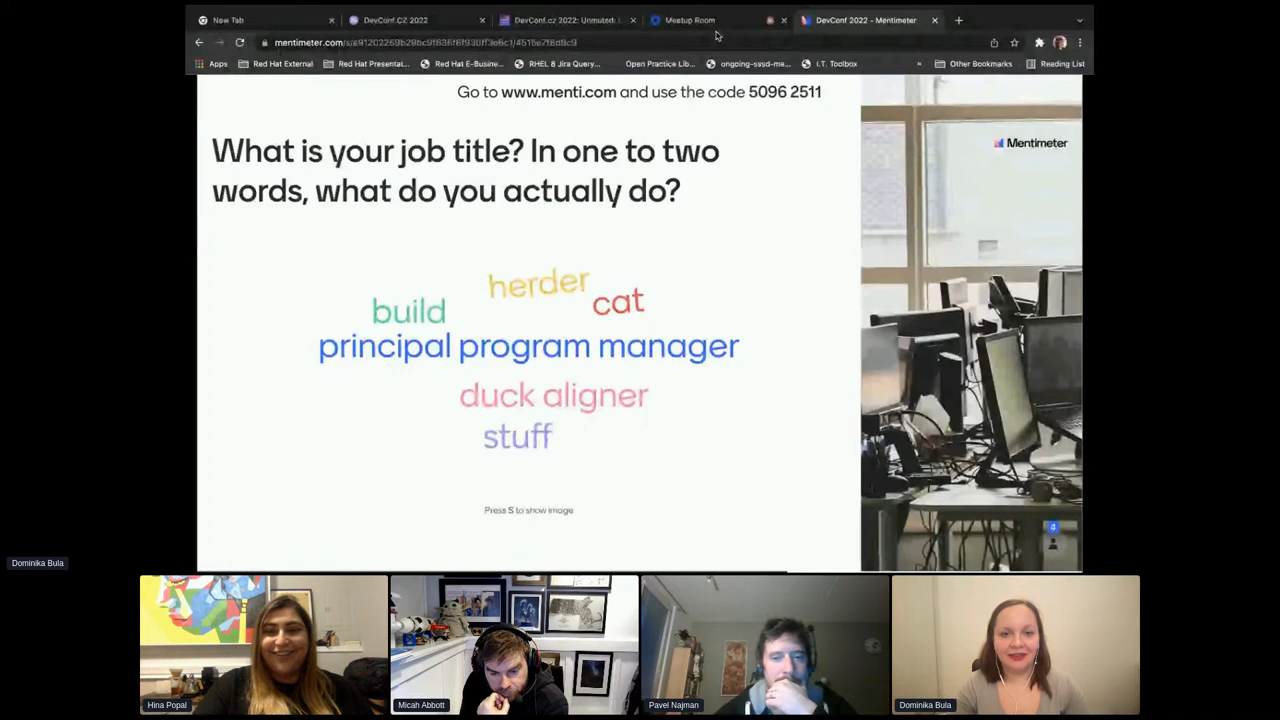 New Tab
DevConf.CZ 2022
DevConf.cz 2022: Unmuted:
Meetup Room
DevConf 2022 - Mentimeter
mentimeter.com
Apps
Red Hat External
Red Hat Presentat...
Red Hat E-Busine...
RHEL & Jira Query...
Open Practice Lib...
ongoing-sssd-me...
I.T. Toolbox
»
Other Bookmarks
Reading List
Go to www.menti.com and use the code 5096 2511
Mentimeter
What is your job title? In one to two
words, what do you actually do?
herder
cat
build
principal program manager
duck aligner
stuff
Press S to show image
4
Dominika Bula
Hina Popal
Micah Abbott
Pavel Najman
Dominika Bula